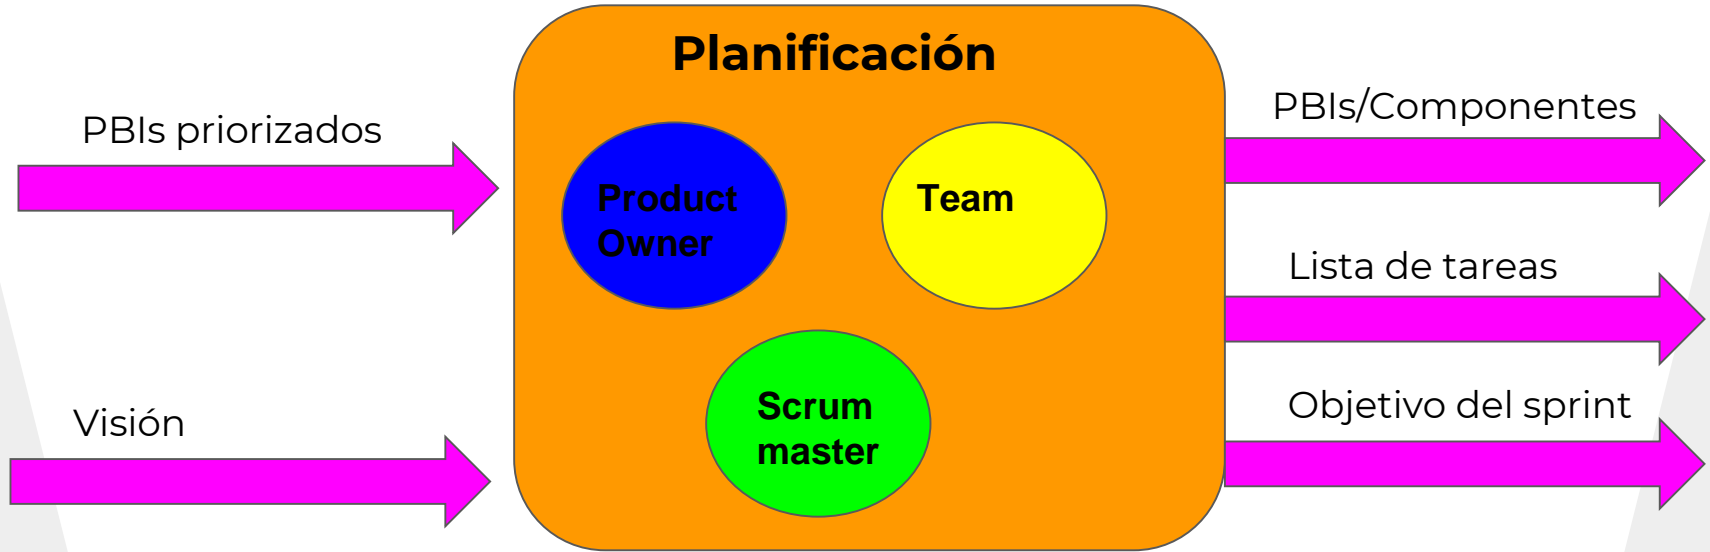 Planificación
PBIs priorizados
Visión
Product
Owner
Team
Scrum
master
PBIs/Componentes
Lista de tareas
Objetivo del sprint